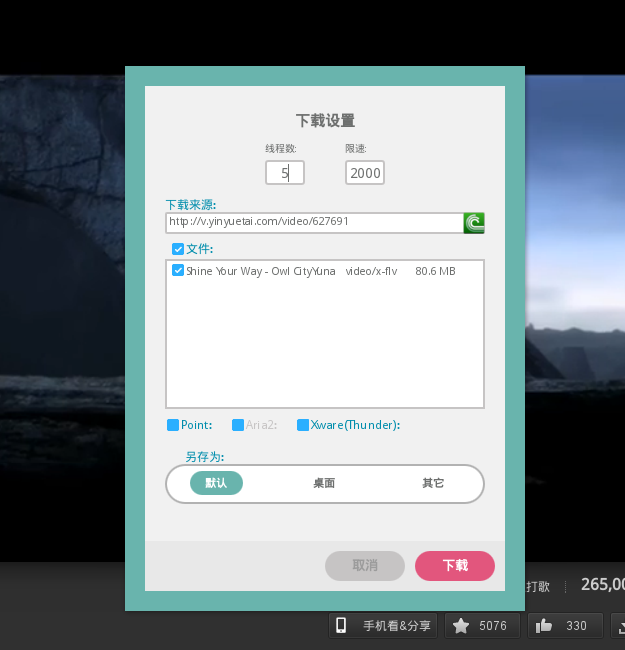 下载设置
线程数: 限速:
5 2000
下载来源:
http://v.yinyuetai.com/video/627691
文件:
Shine Your Way - Owl CityYuna video/x-flv 80.6 MB
Point: Aria2: Xware(Thunder):
另存为:
默认 桌面 其它
取消 下载
打歌 265,00
手机看&分享 5076 330